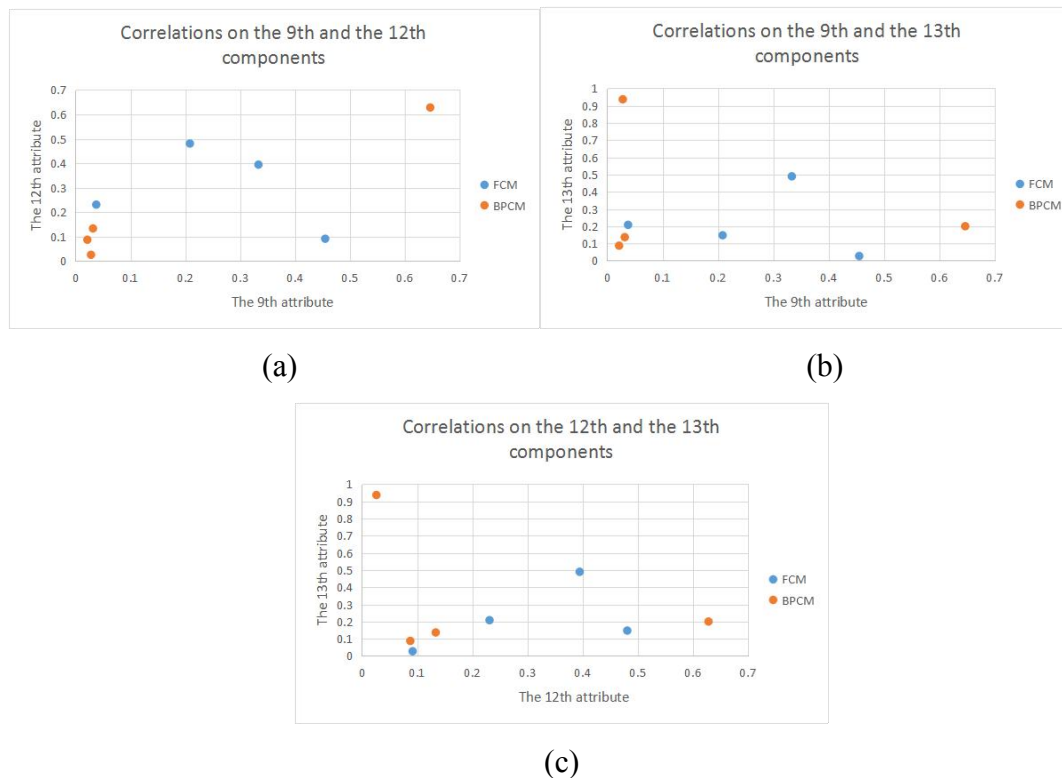 Correlations on the 9th and the 12th
components
0.7
0.6
0.5
0.4
0.3
0.2
0.1
0
The 12th attribute
0 0.1 0.2 0.3 0.4 0.5 0.6 0.7
The 9th attribute
FCM
BPCM
(a)
Correlations on the 9th and the 13th
components
1
0.9
0.8
0.7
0.6
0.5
0.4
0.3
0.2
0.1
0
The 13th attribute
0 0.1 0.2 0.3 0.4 0.5 0.6 0.7
The 9th attribute
FCM
BPCM
(b)
Correlations on the 12th and the 13th
components
1
0.9
0.8
0.7
0.6
0.5
0.4
0.3
0.2
0.1
0
The 13th attribute
0 0.1 0.2 0.3 0.4 0.5 0.6 0.7
The 12th attribute
FCM
BPCM
(c)